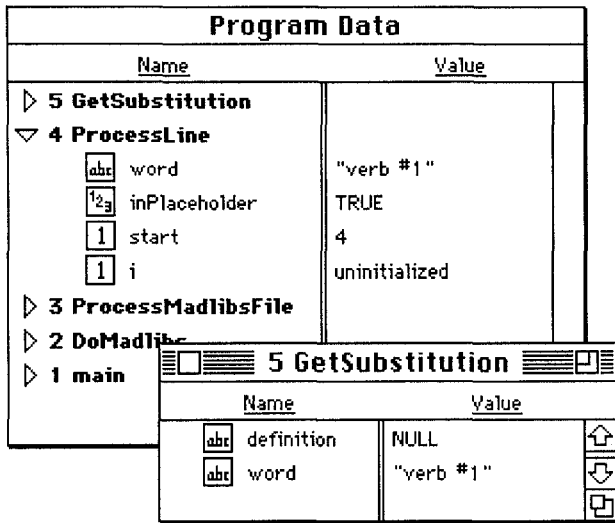 Program Data
Name Value
5 GetSubstitution
4 ProcessLine
abc word "verb #1"
123 inPlaceholder TRUE
1 start 4
1 i uninitialized
3 ProcessMadlibsFile
2 DoMadlibs
1 main
5 GetSubstitution
Name Value
abc definition NULL
abc word "verb #1"